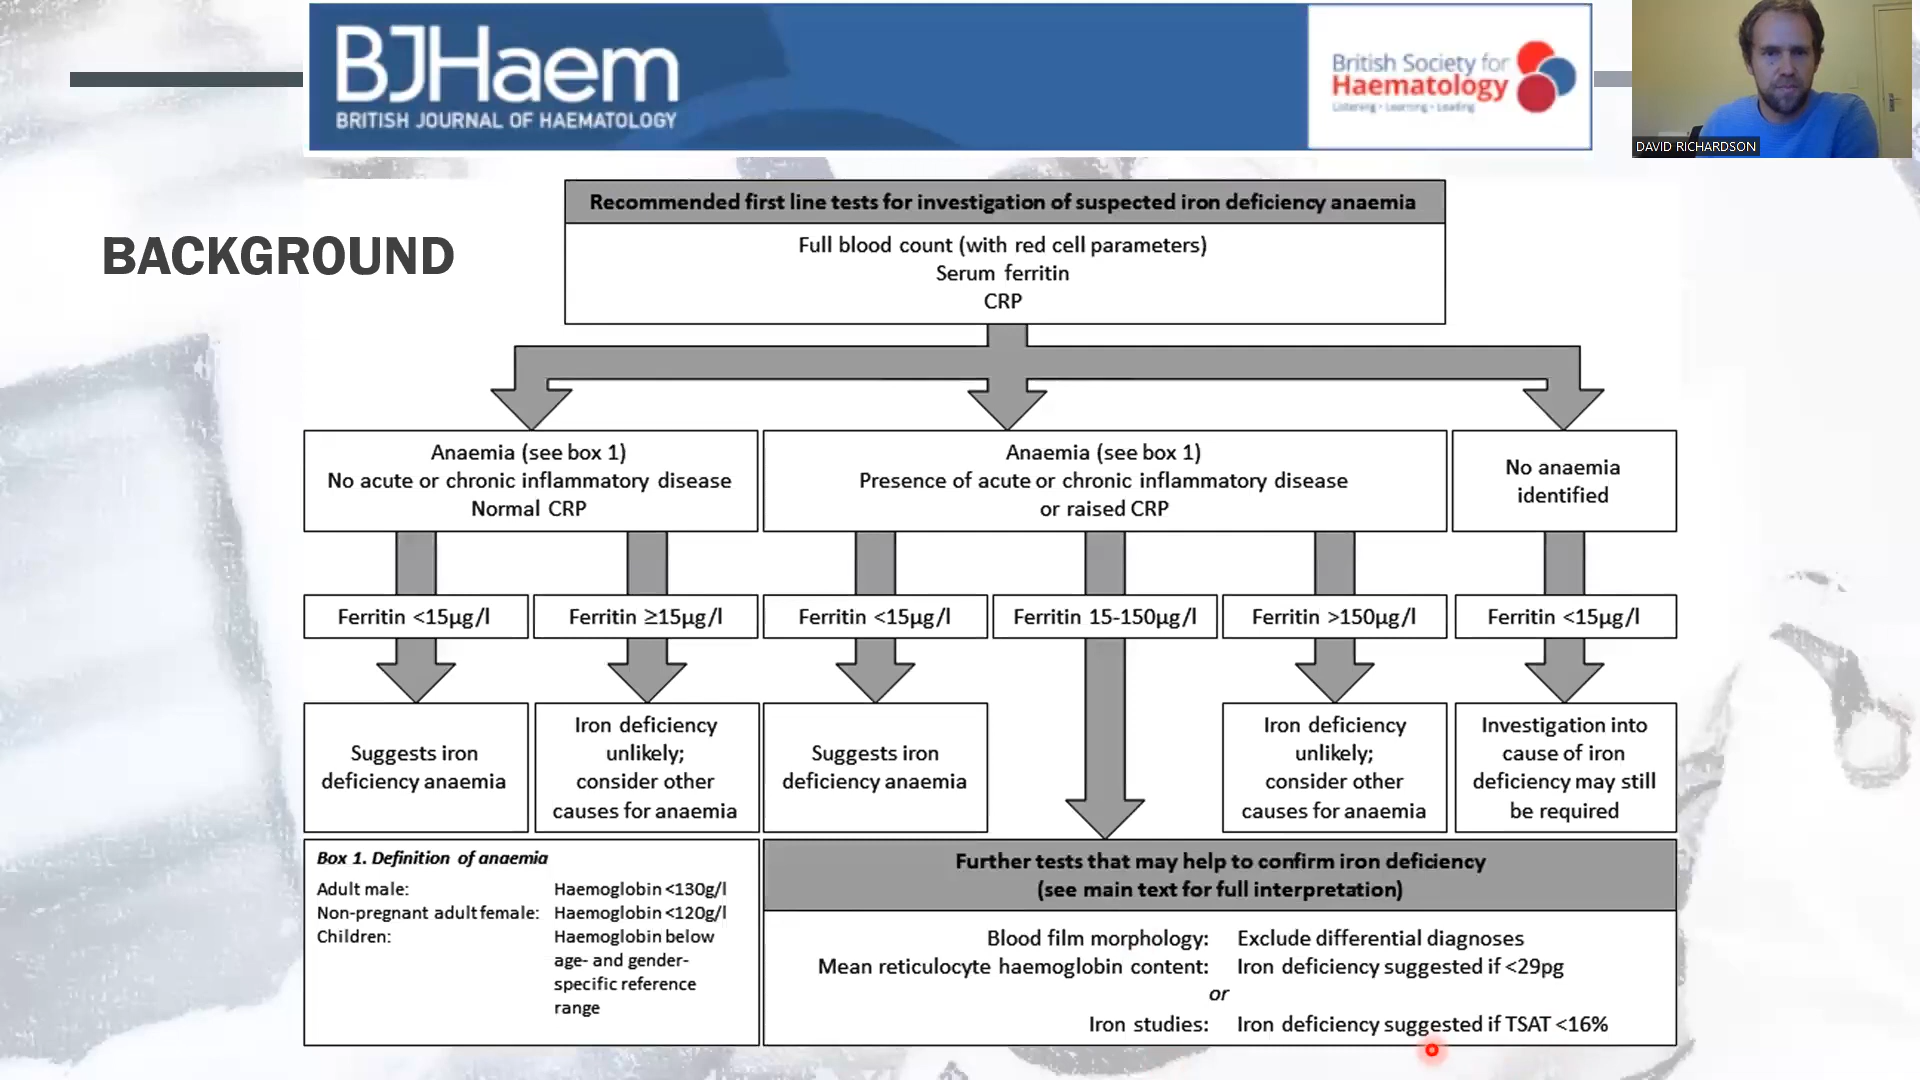 BJHaem
BRITISH JOURNAL OF HAEMATOLOGY
British Society for
Haematology
Listening • Learning • Leading
DAVID RICHARDSON
BACKGROUND
Recommended first line tests for investigation of suspected iron deficiency anaemia
Full blood count (with red cell parameters)
Serum ferritin
CRP
Anaemia (see box 1)
No acute or chronic inflammatory disease
Normal CRP
Anaemia (see box 1)
Presence of acute or chronic inflammatory disease
or raised CRP
No anaemia
identified
Ferritin <15µg/l
Ferritin ≥15µg/l
Ferritin <15µg/l
Ferritin 15-150µg/l
Ferritin >150µg/l
Ferritin <15µg/l
Suggests iron
deficiency anaemia
Iron deficiency
unlikely;
consider other
causes for anaemia
Suggests iron
deficiency anaemia
Iron deficiency
unlikely;
consider other
causes for anaemia
Investigation into
cause of iron
deficiency may still
be required
Box 1. Definition of anaemia
Adult male: Haemoglobin <130g/l
Non-pregnant adult female: Haemoglobin <120g/l
Children: Haemoglobin below
age- and gender-
specific reference
range
Further tests that may help to confirm iron deficiency
(see main text for full interpretation)
Blood film morphology: Exclude differential diagnoses
Mean reticulocyte haemoglobin content: Iron deficiency suggested if <29pg
or
Iron studies: Iron deficiency suggested if TSAT <16%